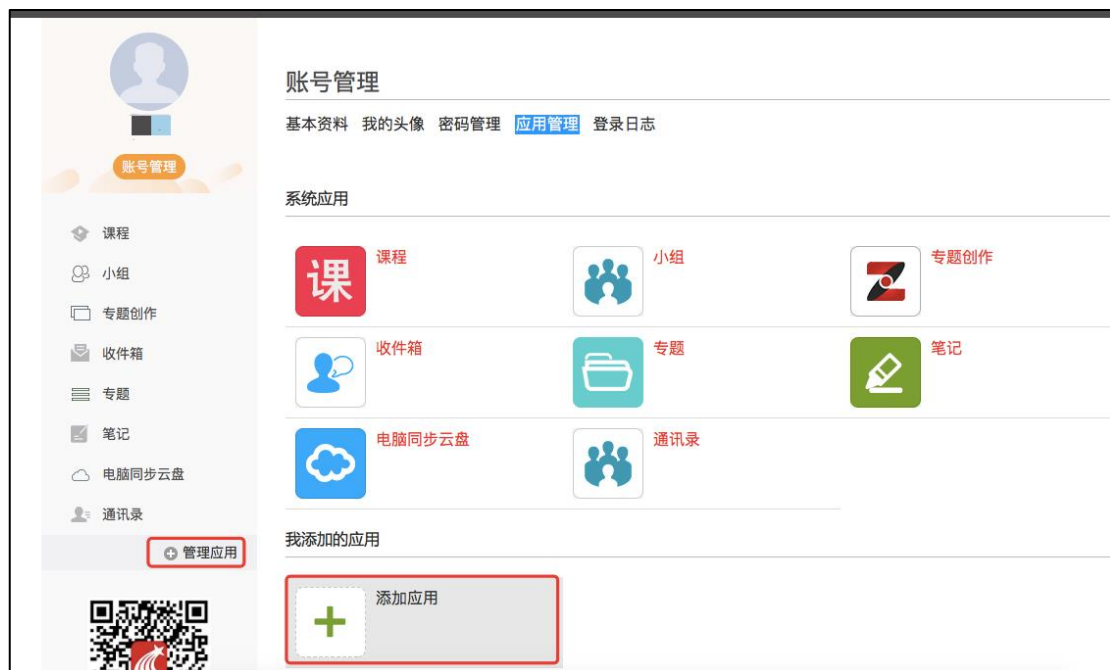 账号管理
基本资料 我的头像 密码管理 应用管理 登录日志
账号管理
系统应用
课程
小组
专题创作
收件箱
专题
笔记
电脑同步云盘
通讯录
管理应用
课
课程
小组
专题创作
收件箱
专题
笔记
电脑同步云盘
通讯录
我添加的应用
添加应用